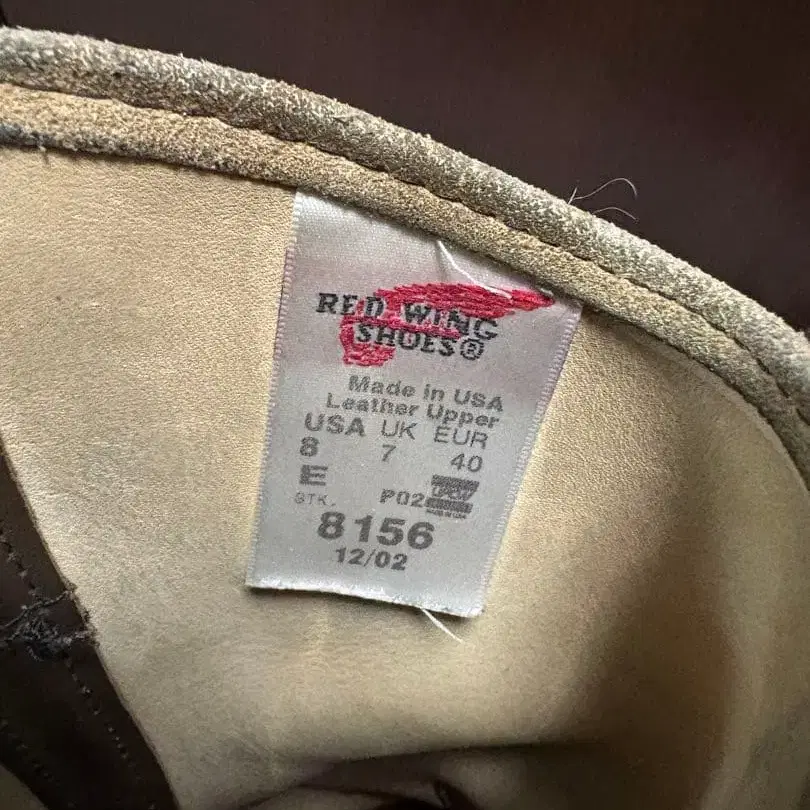 RED WING
SHOES®
Made in USA
Leather Upper
USA UK EUR
8 7 40
E
STK. P02 UFCW
8156
12/02